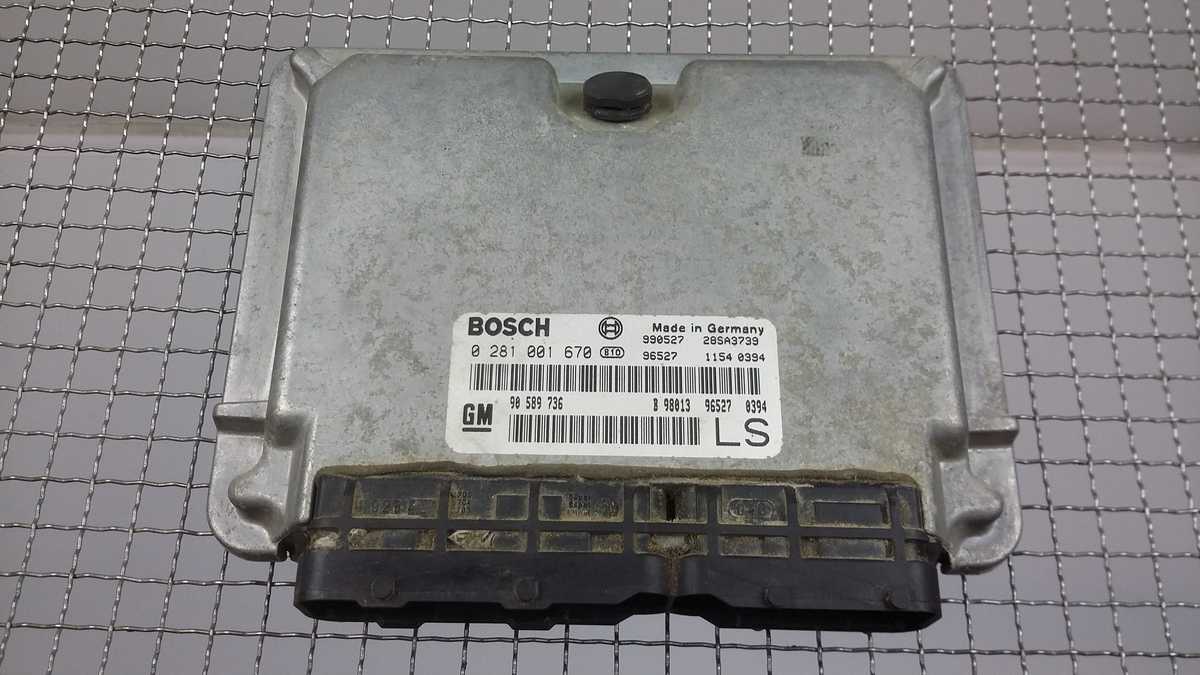 BOSCH Made in Germany
990527 28SA3739
0 281 001 670 B10 96527 1154 0394
90 589 736 B 98013 96527 0394
GM
LS